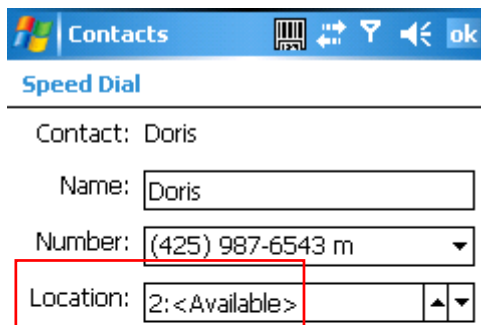 Contacts ok
Speed Dial
Contact: Doris
Name: Doris
Number: (425) 987-6543 m
Location: 2:<Available>